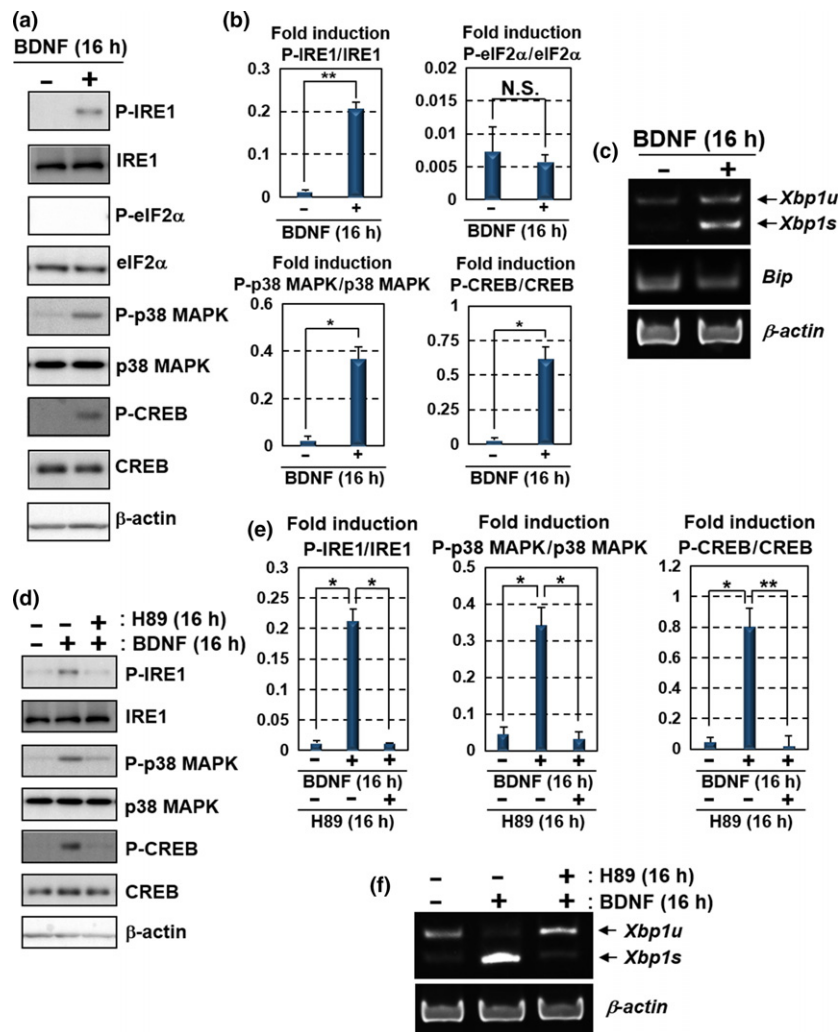 (a)
BDNF (16 h)
– +
P-IRE1
IRE1
P-eIF2α
eIF2α
P-p38 MAPK
p38 MAPK
P-CREB
CREB
β-actin
(b)
Fold induction
P-IRE1/IRE1
0.3
0.2
0.1
0
**
– +
BDNF (16 h)
Fold induction
P-eIF2α/eIF2α
0.02
0.015
0.01
0.005
0
N.S.
– +
BDNF (16 h)
Fold induction
P-p38 MAPK/p38 MAPK
0.6
0.4
0.2
0
*
– +
BDNF (16 h)
Fold induction
P-CREB/CREB
1
0.75
0.5
0.25
0
*
– +
BDNF (16 h)
(c)
BDNF (16 h)
– +
Xbp1u
Xbp1s
Bip
β-actin
(d)
– – + : H89 (16 h)
– + + : BDNF (16 h)
P-IRE1
IRE1
P-p38 MAPK
p38 MAPK
P-CREB
CREB
β-actin
(e)
Fold induction
P-IRE1/IRE1
0.3
0.25
0.2
0.15
0.1
0.05
0
* *
– + +
BDNF (16 h)
– – +
H89 (16 h)
Fold induction
P-p38 MAPK/p38 MAPK
0.5
0.4
0.3
0.2
0.1
0
* *
– + +
BDNF (16 h)
– – +
H89 (16 h)
Fold induction
P-CREB/CREB
1.2
1
0.8
0.6
0.4
0.2
0
* **
– + +
BDNF (16 h)
– – +
H89 (16 h)
(f)
– – + : H89 (16 h)
– + + : BDNF (16 h)
Xbp1u
Xbp1s
β-actin